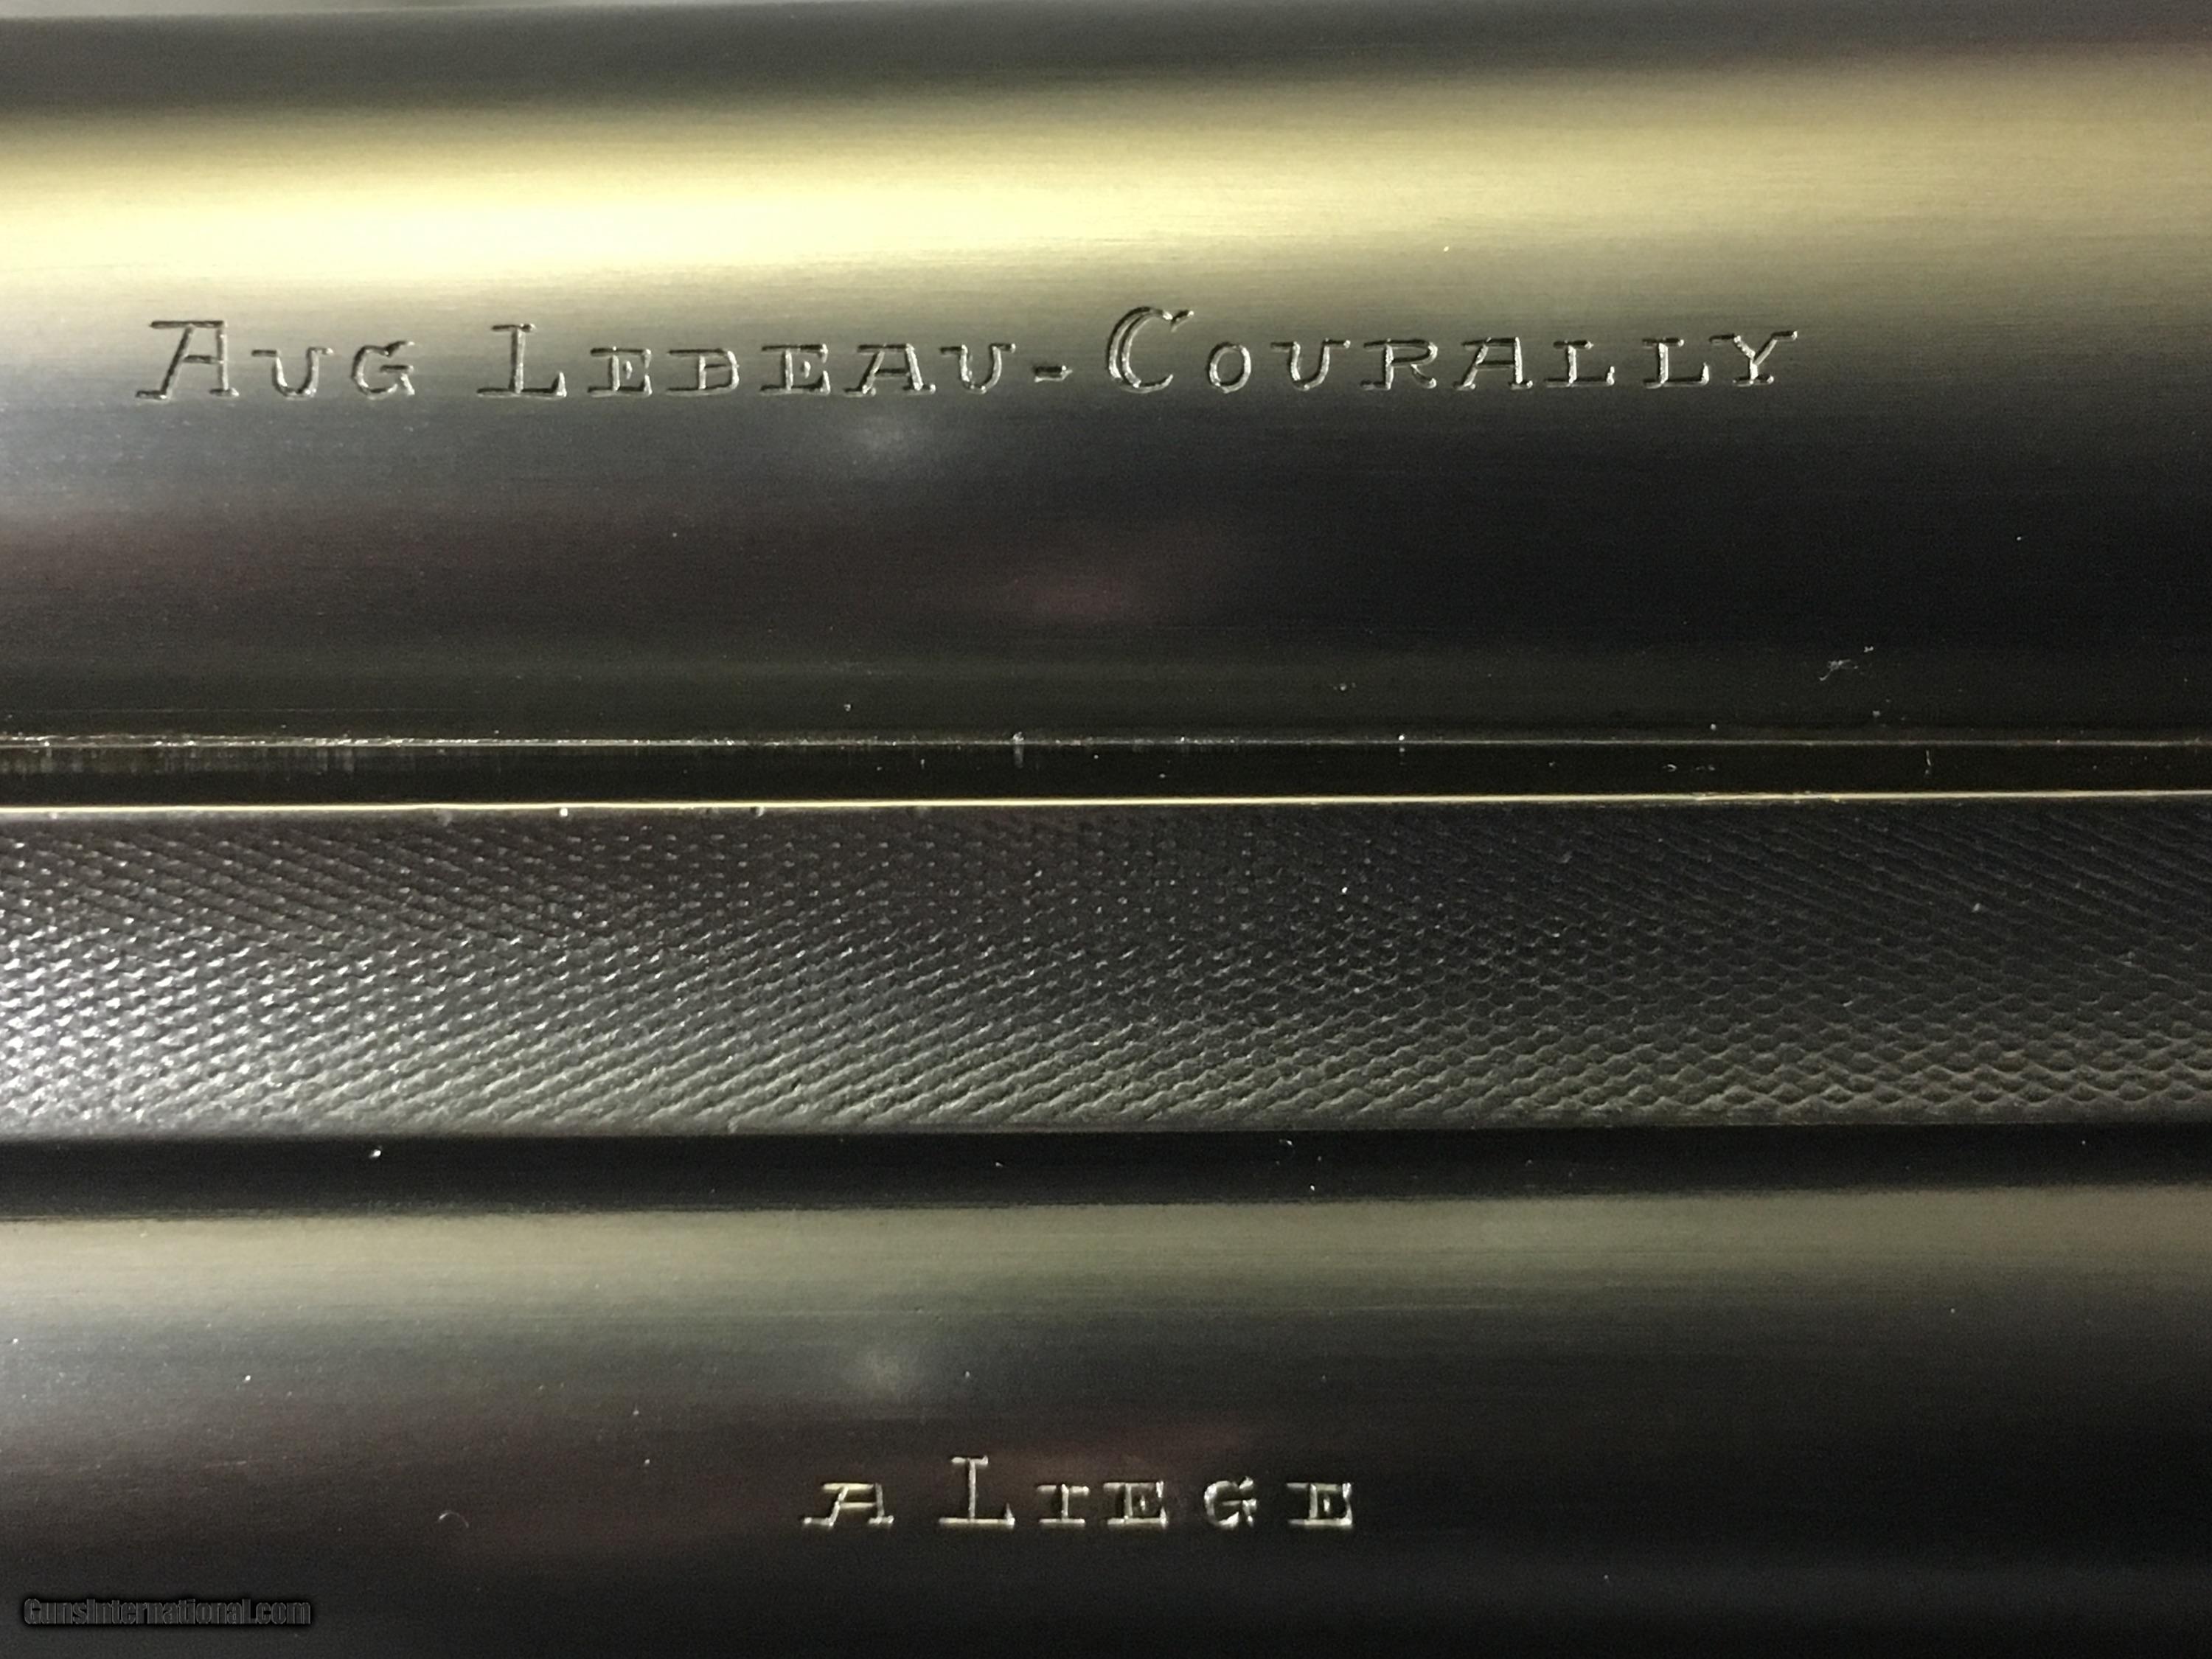 AUG LEBEAU-COURALLY
A LIEGE
GunsInternational.com